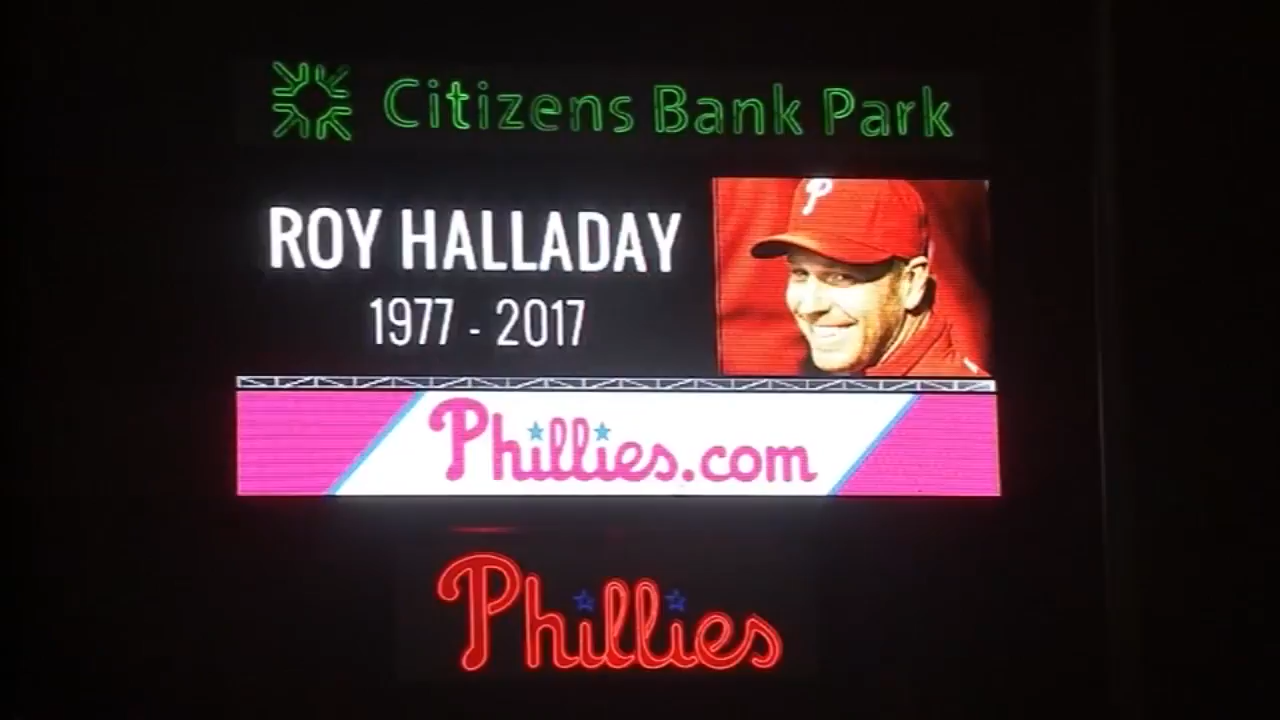 Citizens Bank Park
P
ROY HALLADAY
1977 - 2017
Phillies.com
Phillies